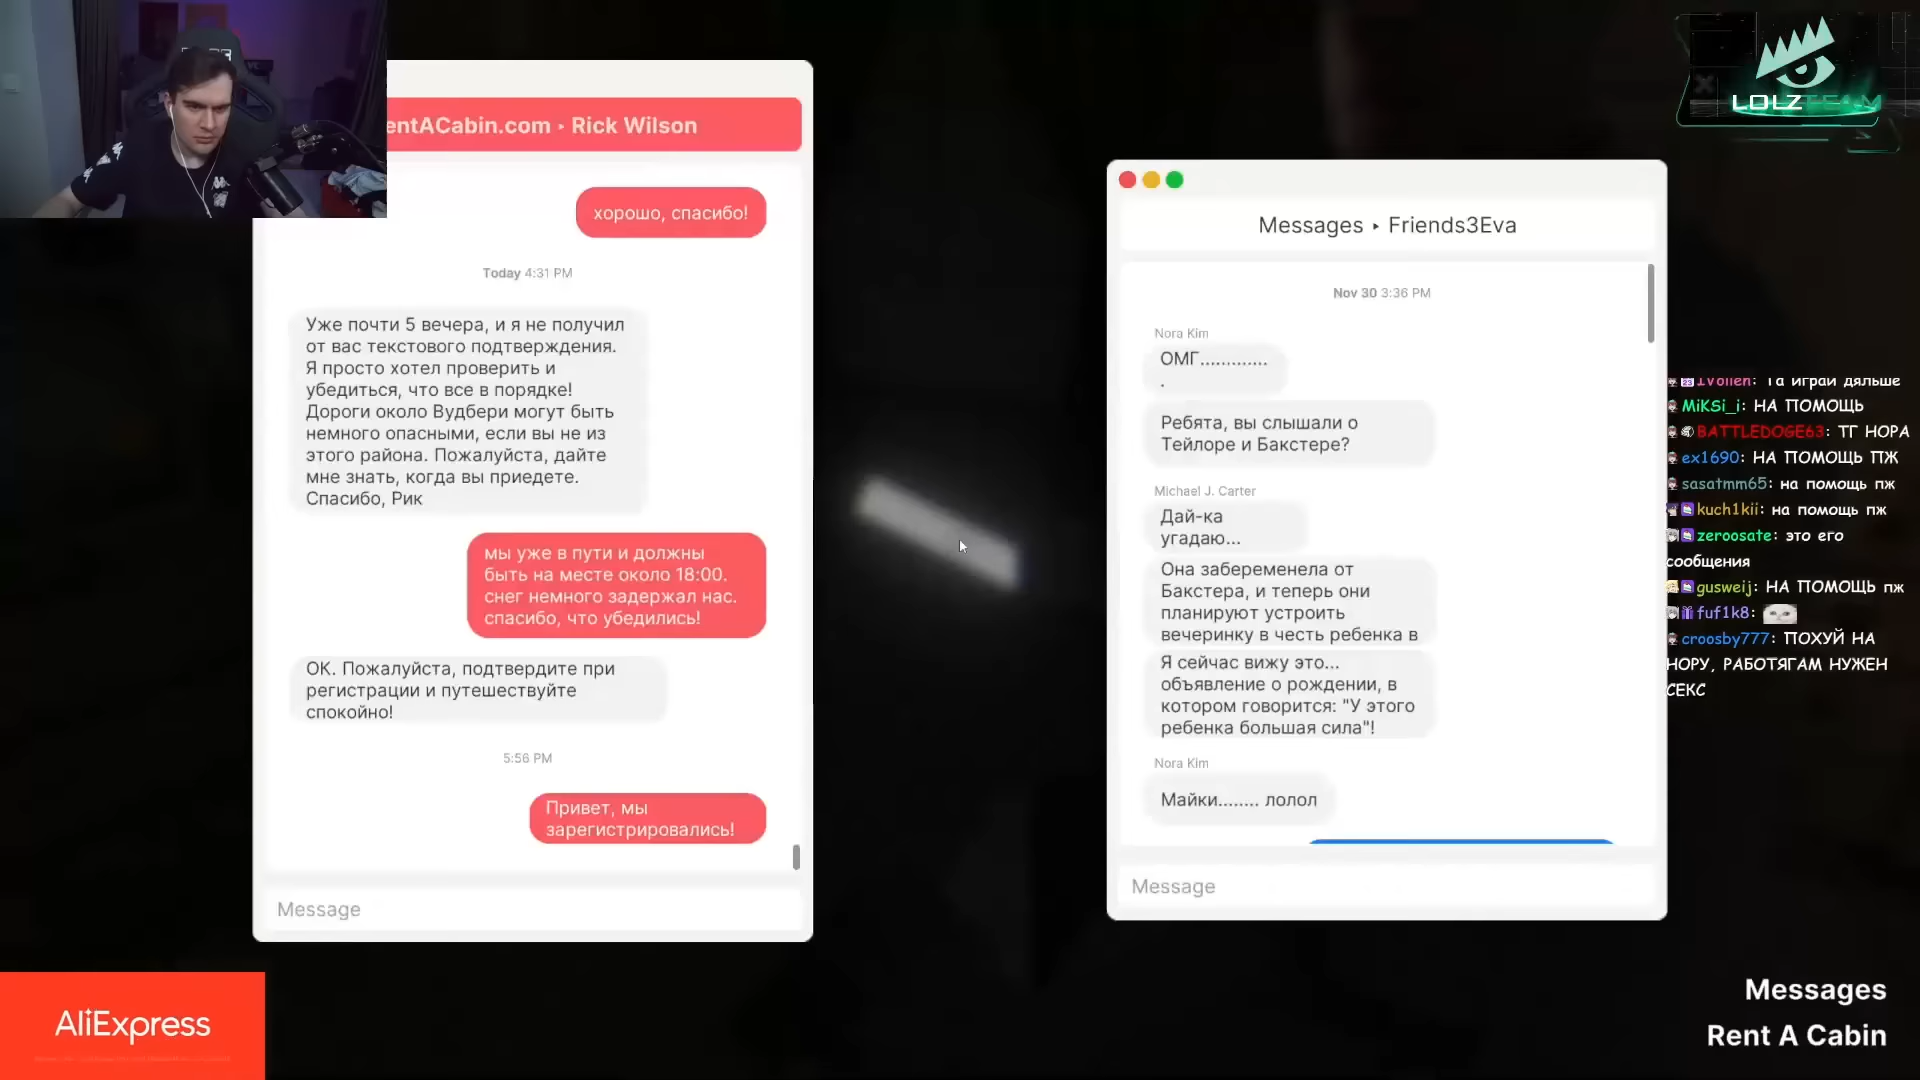 entACabin.com • Rick Wilson
хорошо, спасибо!
Today 4:31 PM
Уже почти 5 вечера, и я не получил
от вас текстового подтверждения.
Я просто хотел проверить и
убедиться, что все в порядке!
Дороги около Вудбери могут быть
немного опасными, если вы не из
этого района. Пожалуйста, дайте
мне знать, когда вы приедете.
Спасибо, Рик
мы уже в пути и должны
быть на месте около 18:00.
снег немного задержал нас.
спасибо, что убедились!
ОК. Пожалуйста, подтвердите при
регистрации и путешествуйте
спокойно!
5:56 PM
Привет, мы
зарегистрировались!
Message
AliExpress
Messages ‣ Friends3Eva
Nov 30 3:36 PM
Nora Kim
ОМГ.............
.
Ребята, вы слышали о
Тейлоре и Бакстере?
Michael J. Carter
Дай-ка
угадаю...
Она забеременела от
Бакстера, и теперь они
планируют устроить
вечеринку в честь ребенка в
Я сейчас вижу это...
объявление о рождении, в
котором говорится: "У этого
ребенка большая сила"!
Nora Kim
Майки........ лолол
Message
LOLZTEAM
1Vollen: Та играй дяльше
MiKSi_i: НА ПОМОЩЬ
BATTLEDOGE63: ТГ НОРА
ex1690: НА ПОМОЩЬ ПЖ
sasatmm65: на помощь пж
kuch1kii: на помощь пж
zeroosate: это его
сообщения
gusweij: НА ПОМОЩЬ пж
fuf1k8:
croosby777: ПОХУЙ НА
НОРУ, РАБОТЯГАМ НУЖЕН
СЕКС
Messages
Rent A Cabin